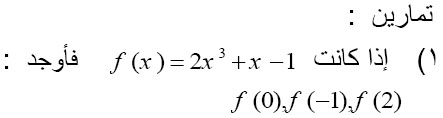 تمارين :
١) إذا كانت f (x) = 2x³ + x − 1 فأوجد :
f (0), f (−1), f (2)